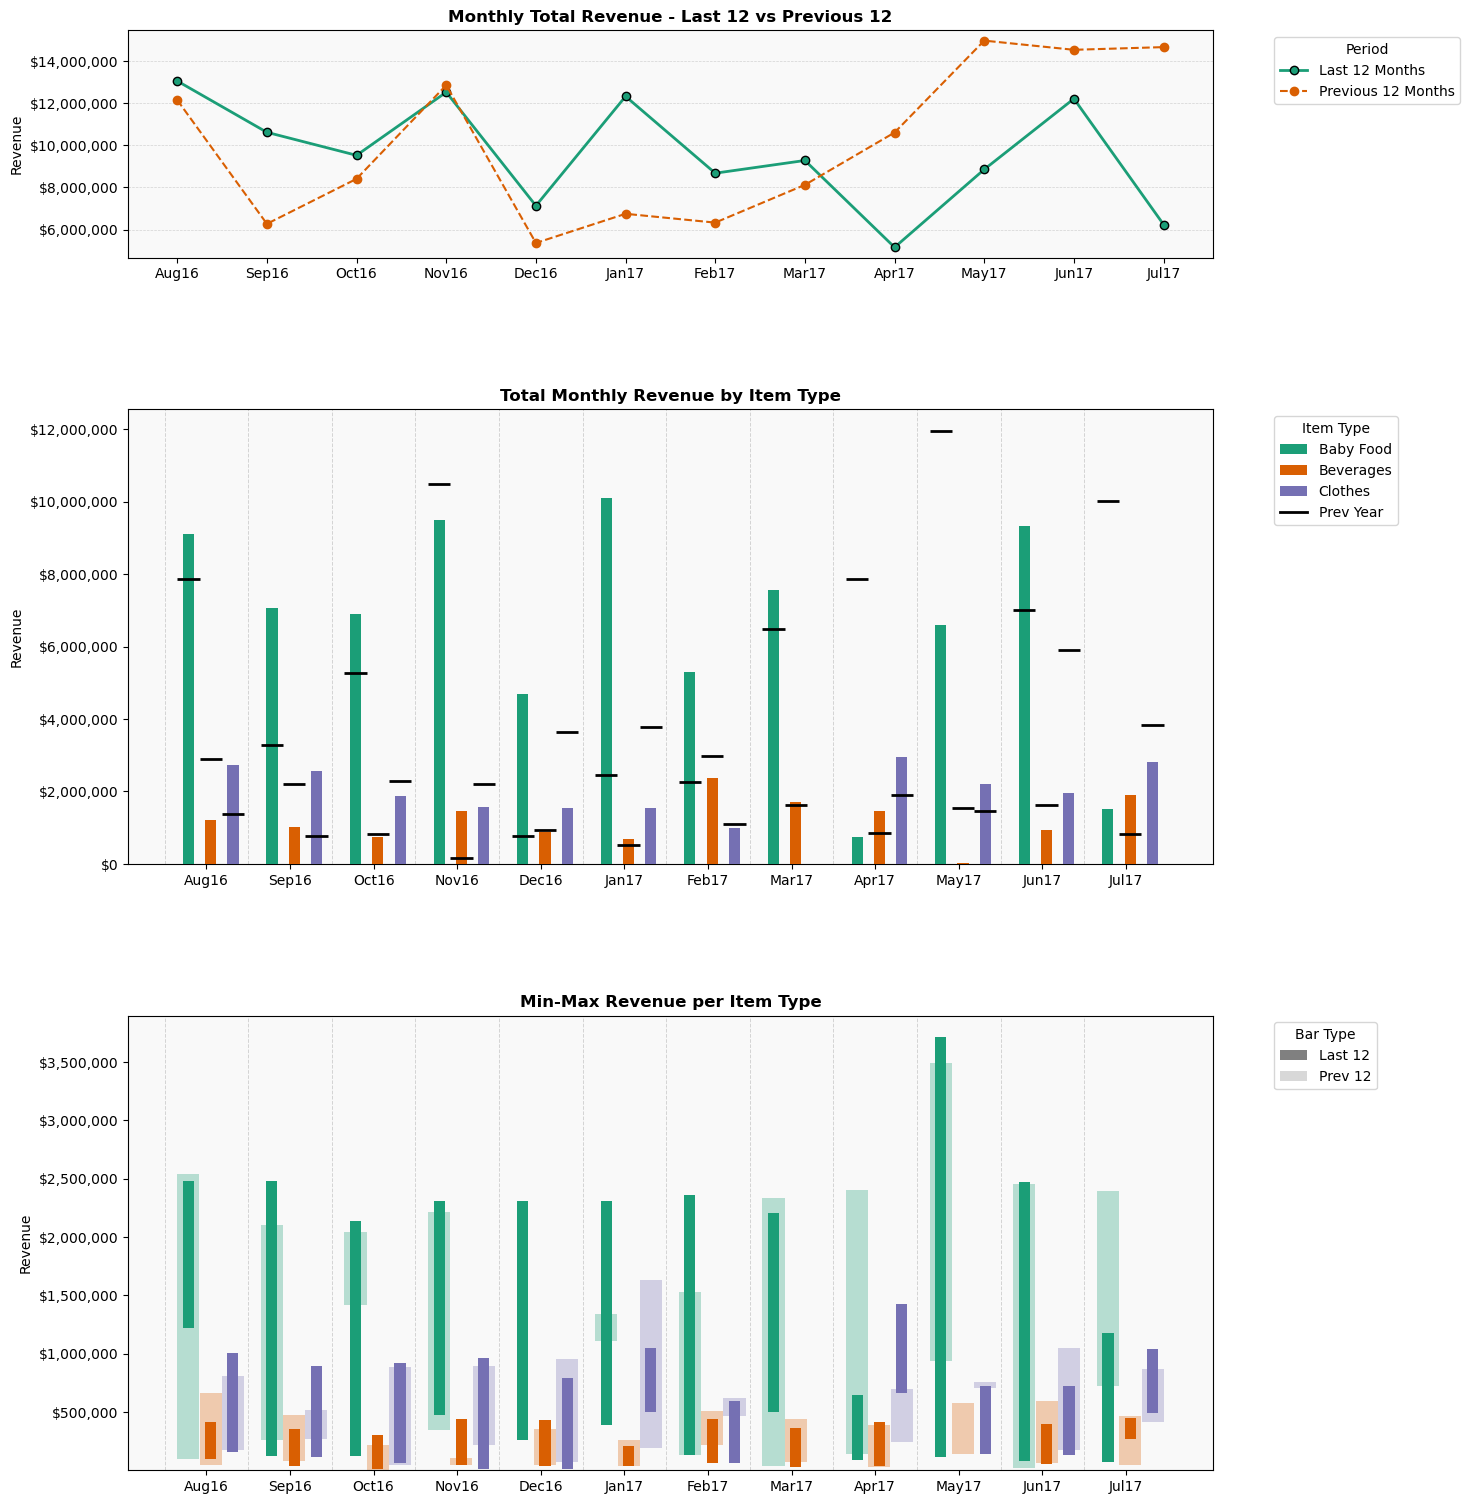 Monthly Total Revenue - Last 12 vs Previous 12
Revenue
$14,000,000
$12,000,000
$10,000,000
$8,000,000
$6,000,000
Aug16 Sep16 Oct16 Nov16 Dec16 Jan17 Feb17 Mar17 Apr17 May17 Jun17 Jul17
Period
Last 12 Months
Previous 12 Months
Total Monthly Revenue by Item Type
Revenue
$12,000,000
$10,000,000
$8,000,000
$6,000,000
$4,000,000
$2,000,000
$0
Aug16 Sep16 Oct16 Nov16 Dec16 Jan17 Feb17 Mar17 Apr17 May17 Jun17 Jul17
Item Type
Baby Food
Beverages
Clothes
Prev Year
Min-Max Revenue per Item Type
Revenue
$3,500,000
$3,000,000
$2,500,000
$2,000,000
$1,500,000
$1,000,000
$500,000
Aug16 Sep16 Oct16 Nov16 Dec16 Jan17 Feb17 Mar17 Apr17 May17 Jun17 Jul17
Bar Type
Last 12
Prev 12